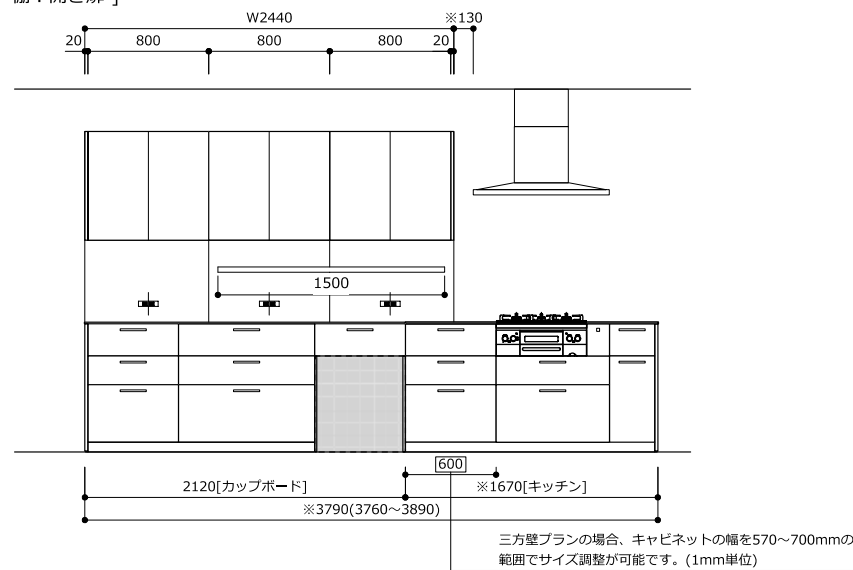 W2440
※130
20
800
800
800
20
1500
600
2120[カップボード]
※1670[キッチン]
※3790(3760～3890)
三方壁プランの場合、キャビネットの幅を570～700mmの
範囲でサイズ調整が可能です。(1mm単位)